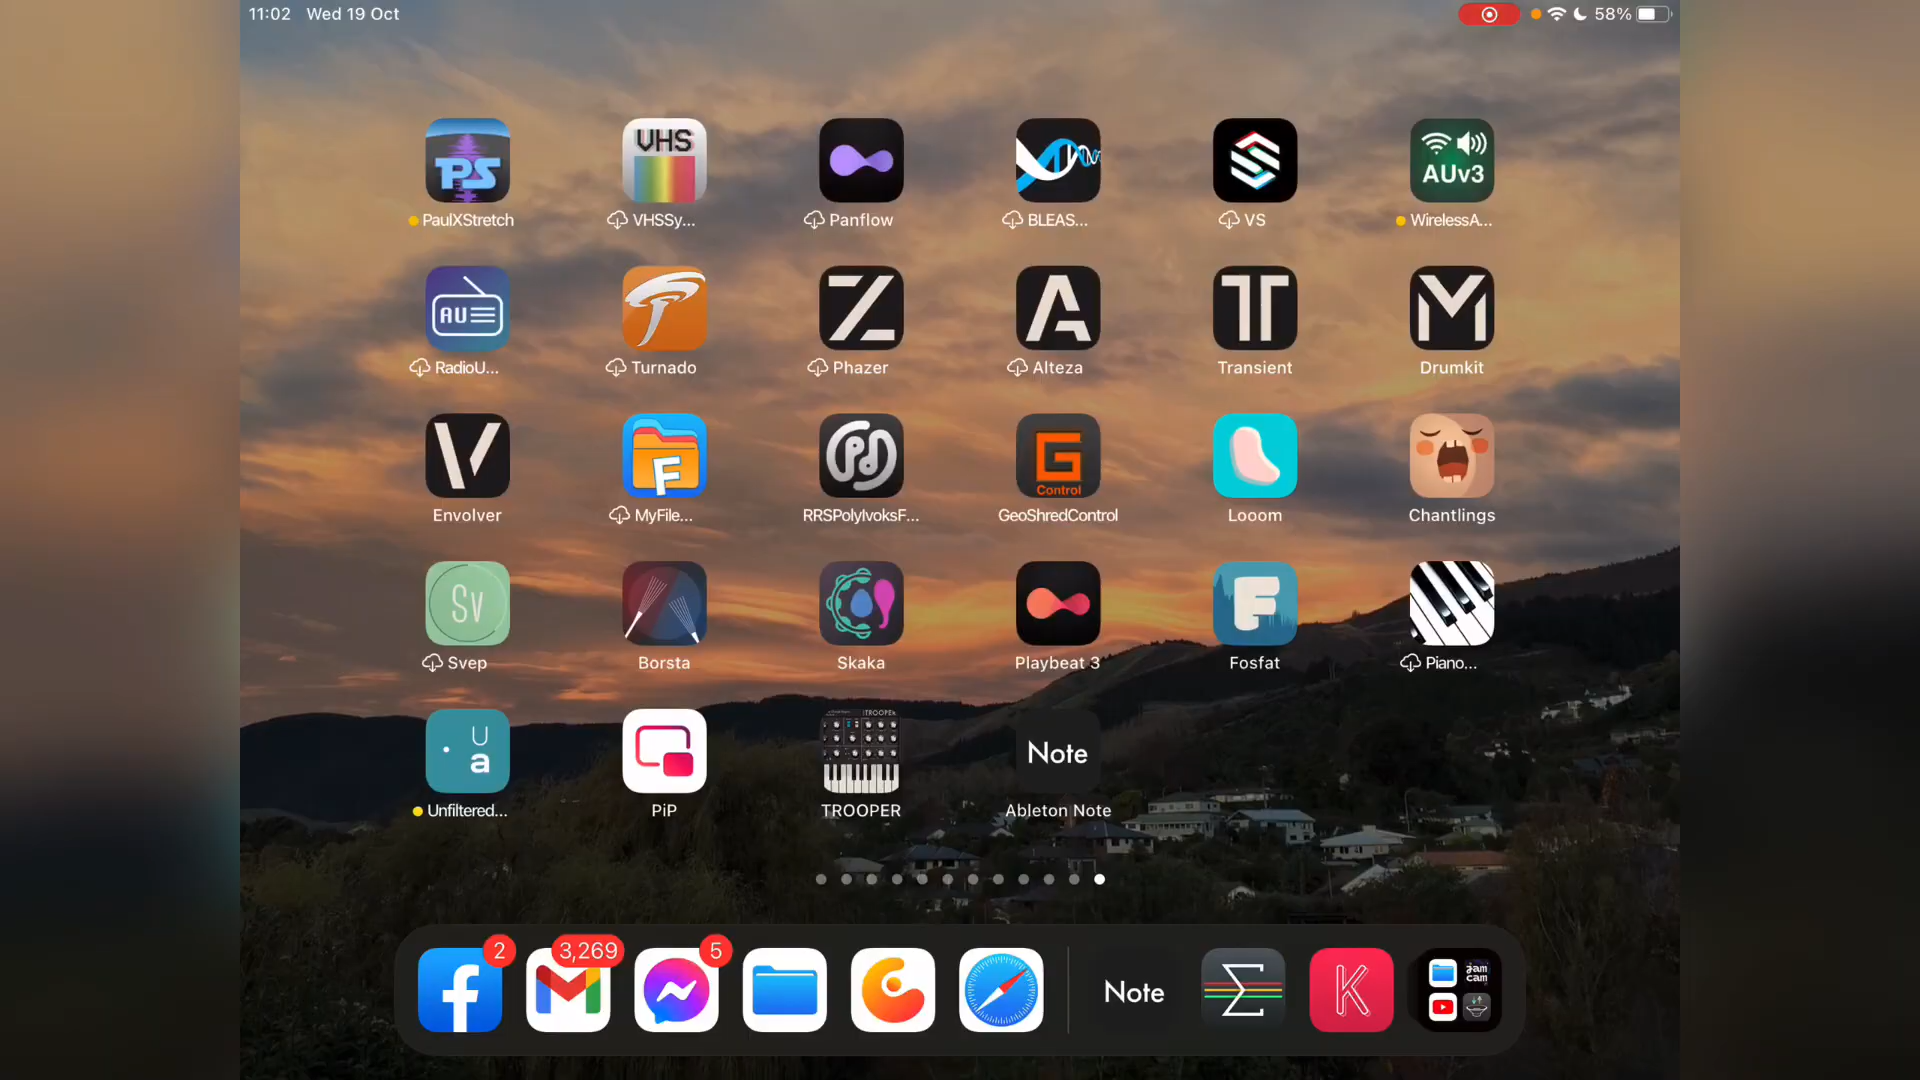 11:02 Wed 19 Oct
58%
PS
VHS
AUv3
PaulXStretch
VHSSy...
Panflow
BLEAS...
VS
WirelessA...
AU
Z
A
T
M
RadioU...
Turnado
Phazer
Alteza
Transient
Drumkit
V
F
G
Control
Envolver
MyFile...
RRSPolyIvoksF...
GeoShredControl
Looom
Chantlings
Sv
F
Svep
Borsta
Skaka
Playbeat 3
Fosfat
Piano...
U
a
TROOPER
Note
Unfiltered...
PiP
TROOPER
Ableton Note
2
3,269
5
f
M
Note
Σ
K
jam
cam